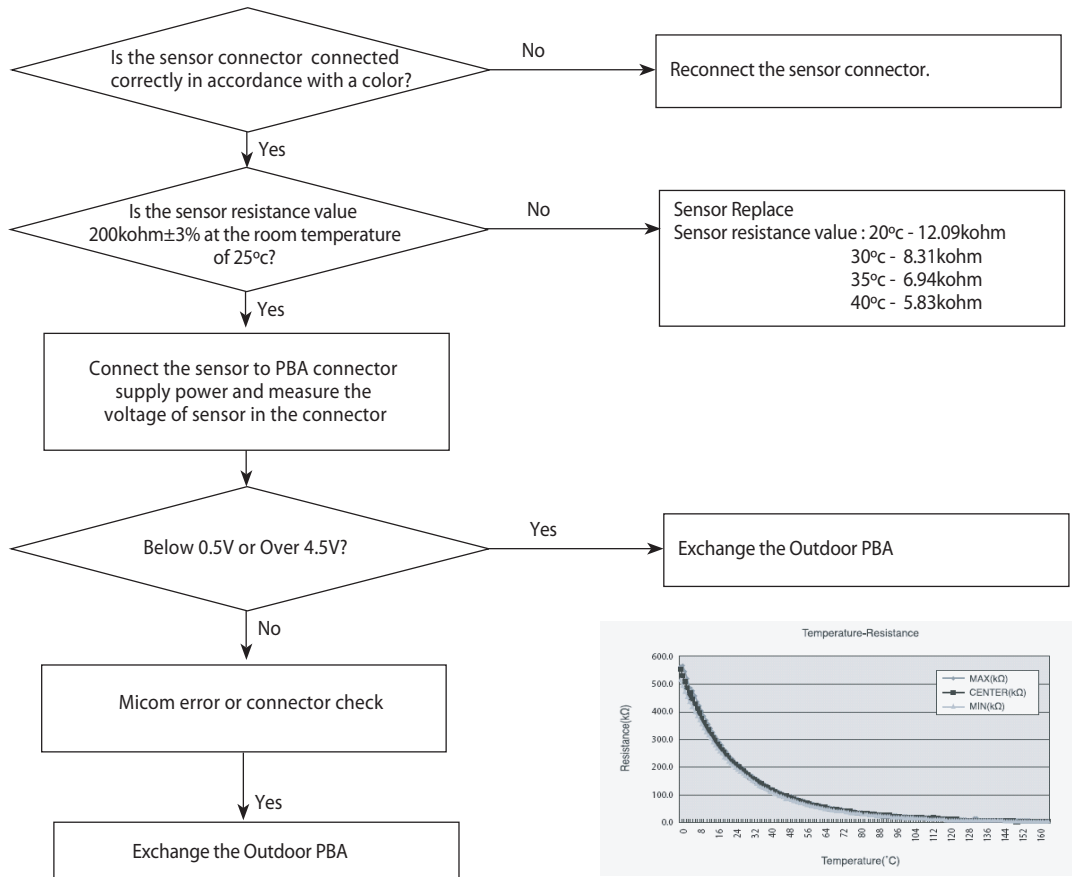 Is the sensor connector connected
correctly in accordance with a color?
No
Reconnect the sensor connector.
Yes
Is the sensor resistance value
200kohm±3% at the room temperature
of 25ºc?
No
Sensor Replace
Sensor resistance value : 20ºc - 12.09kohm
30ºc - 8.31kohm
35ºc - 6.94kohm
40ºc - 5.83kohm
Yes
Connect the sensor to PBA connector
supply power and measure the
voltage of sensor in the connector
Below 0.5V or Over 4.5V?
Yes
Exchange the Outdoor PBA
No
Micom error or connector check
Yes
Exchange the Outdoor PBA
Temperature-Resistance
600.0
500.0
400.0
300.0
200.0
100.0
0.0
Resistance(kΩ)
MAX(kΩ)
CENTER(kΩ)
MIN(kΩ)
0 8 16 24 32 40 48 56 64 72 80 88 96 104 112 120 128 136 144 152 160
Temperature(˚C)